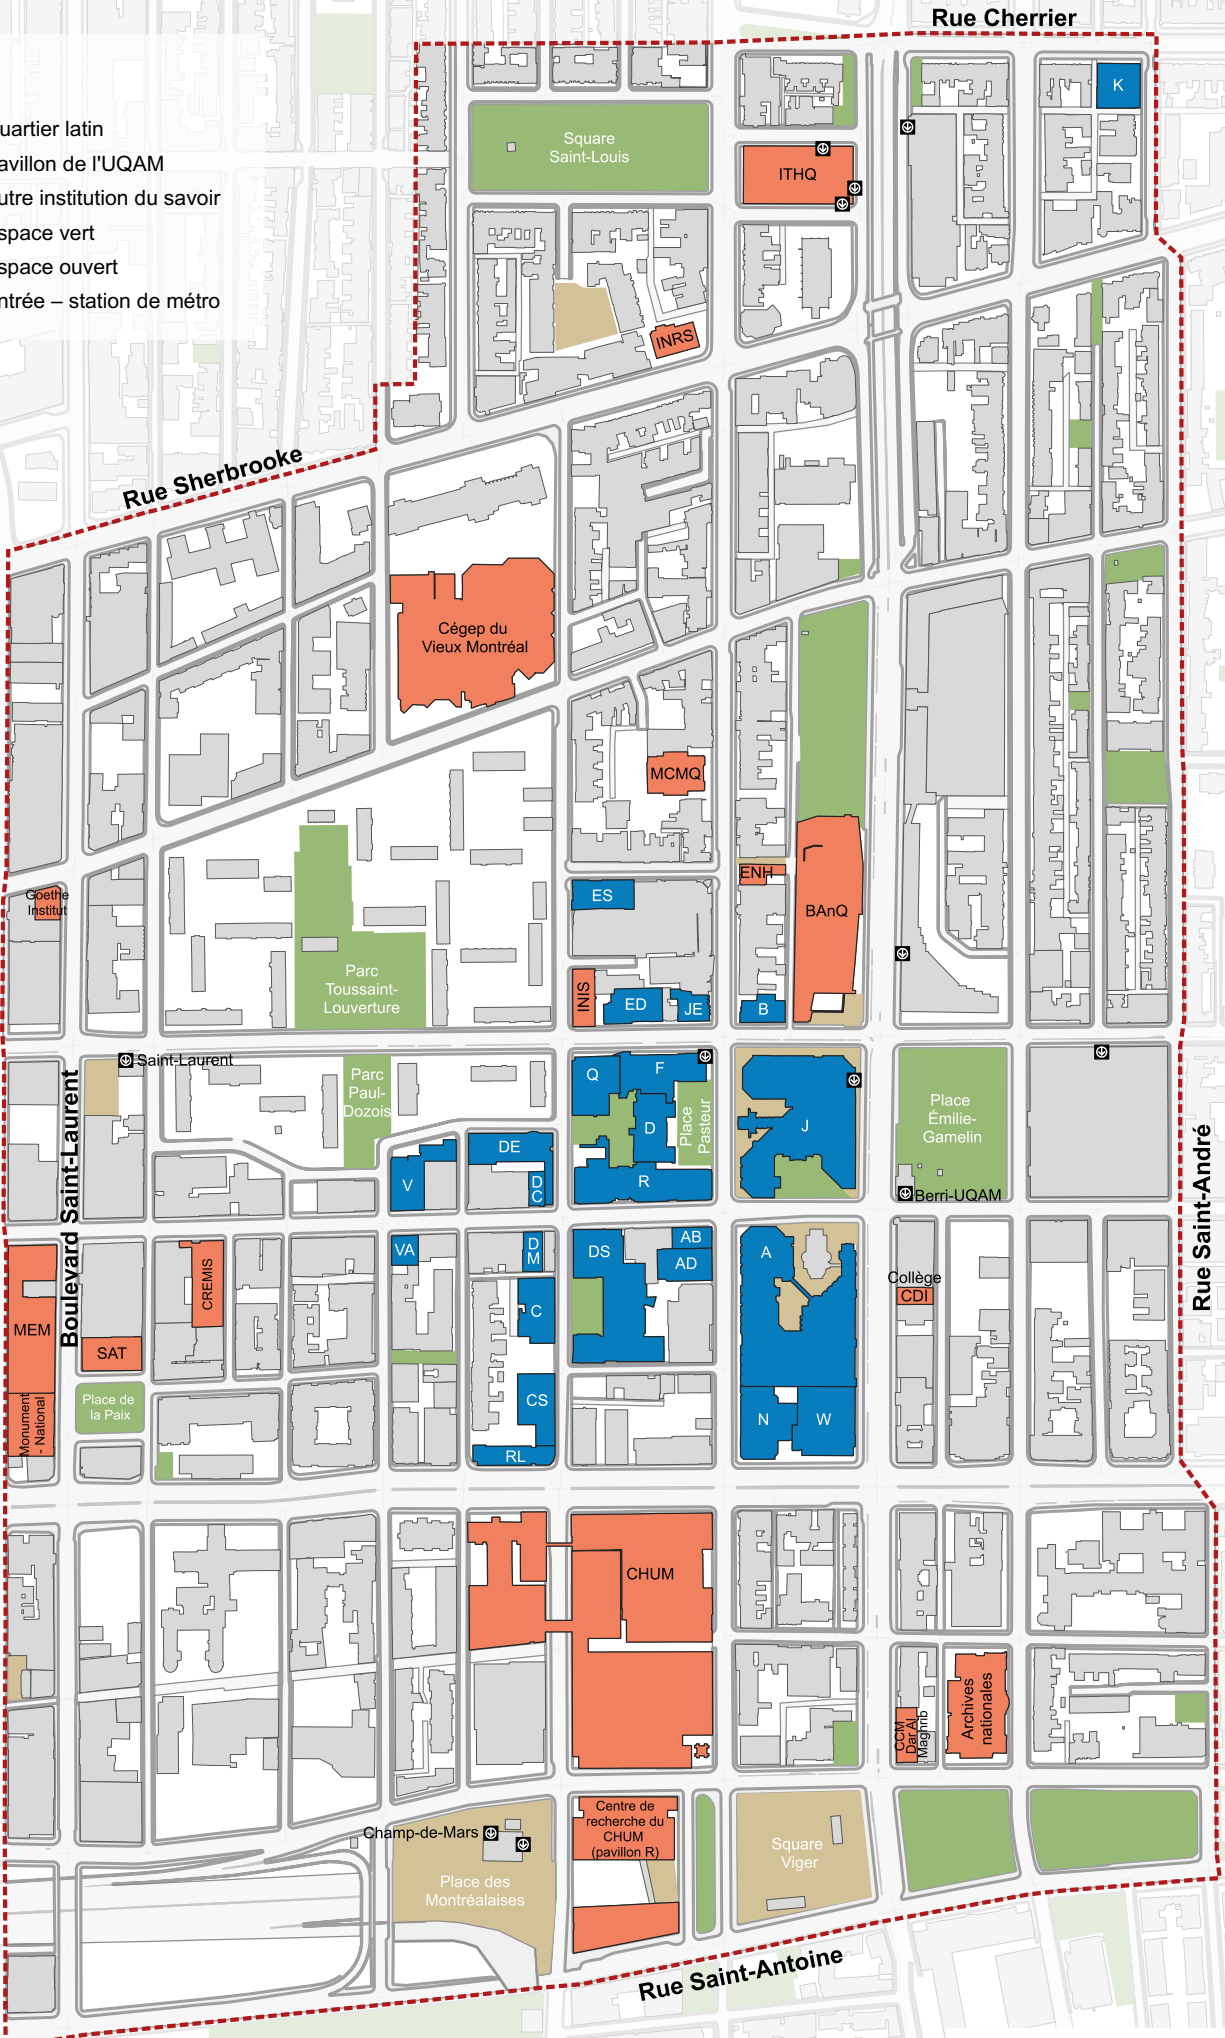 Rue Cherrier
uartier latin
avillon de l'UQAM
utre institution du savoir
space vert
space ouvert
ntrée – station de métro
K
Square
Saint-Louis
ITHQ
INRS
Rue Sherbrooke
Cégep du
Vieux Montréal
MCMQ
ENH
Goethe
Institut
ES
BAnQ
Parc
Toussaint-
Louverture
INIS
ED
JE
B
Saint-Laurent
Parc
Paul-
Dozois
Q
F
D
Place
Pasteur
J
Place
Émilie-
Gamelin
DE
V
D
C
R
Berri-UQAM
Boulevard Saint-Laurent
Rue Saint-André
VA
D
M
DS
AB
AD
A
Collège
CDI
CREMIS
C
MEM
SAT
Place de
la Paix
Monument
- National
CS
N
W
RL
CHUM
CCM
Dar Al
Maghrib
Archives
nationales
Centre de
recherche du
CHUM
(pavillon R)
Champ-de-Mars
Place des
Montréalaises
Square
Viger
Rue Saint-Antoine